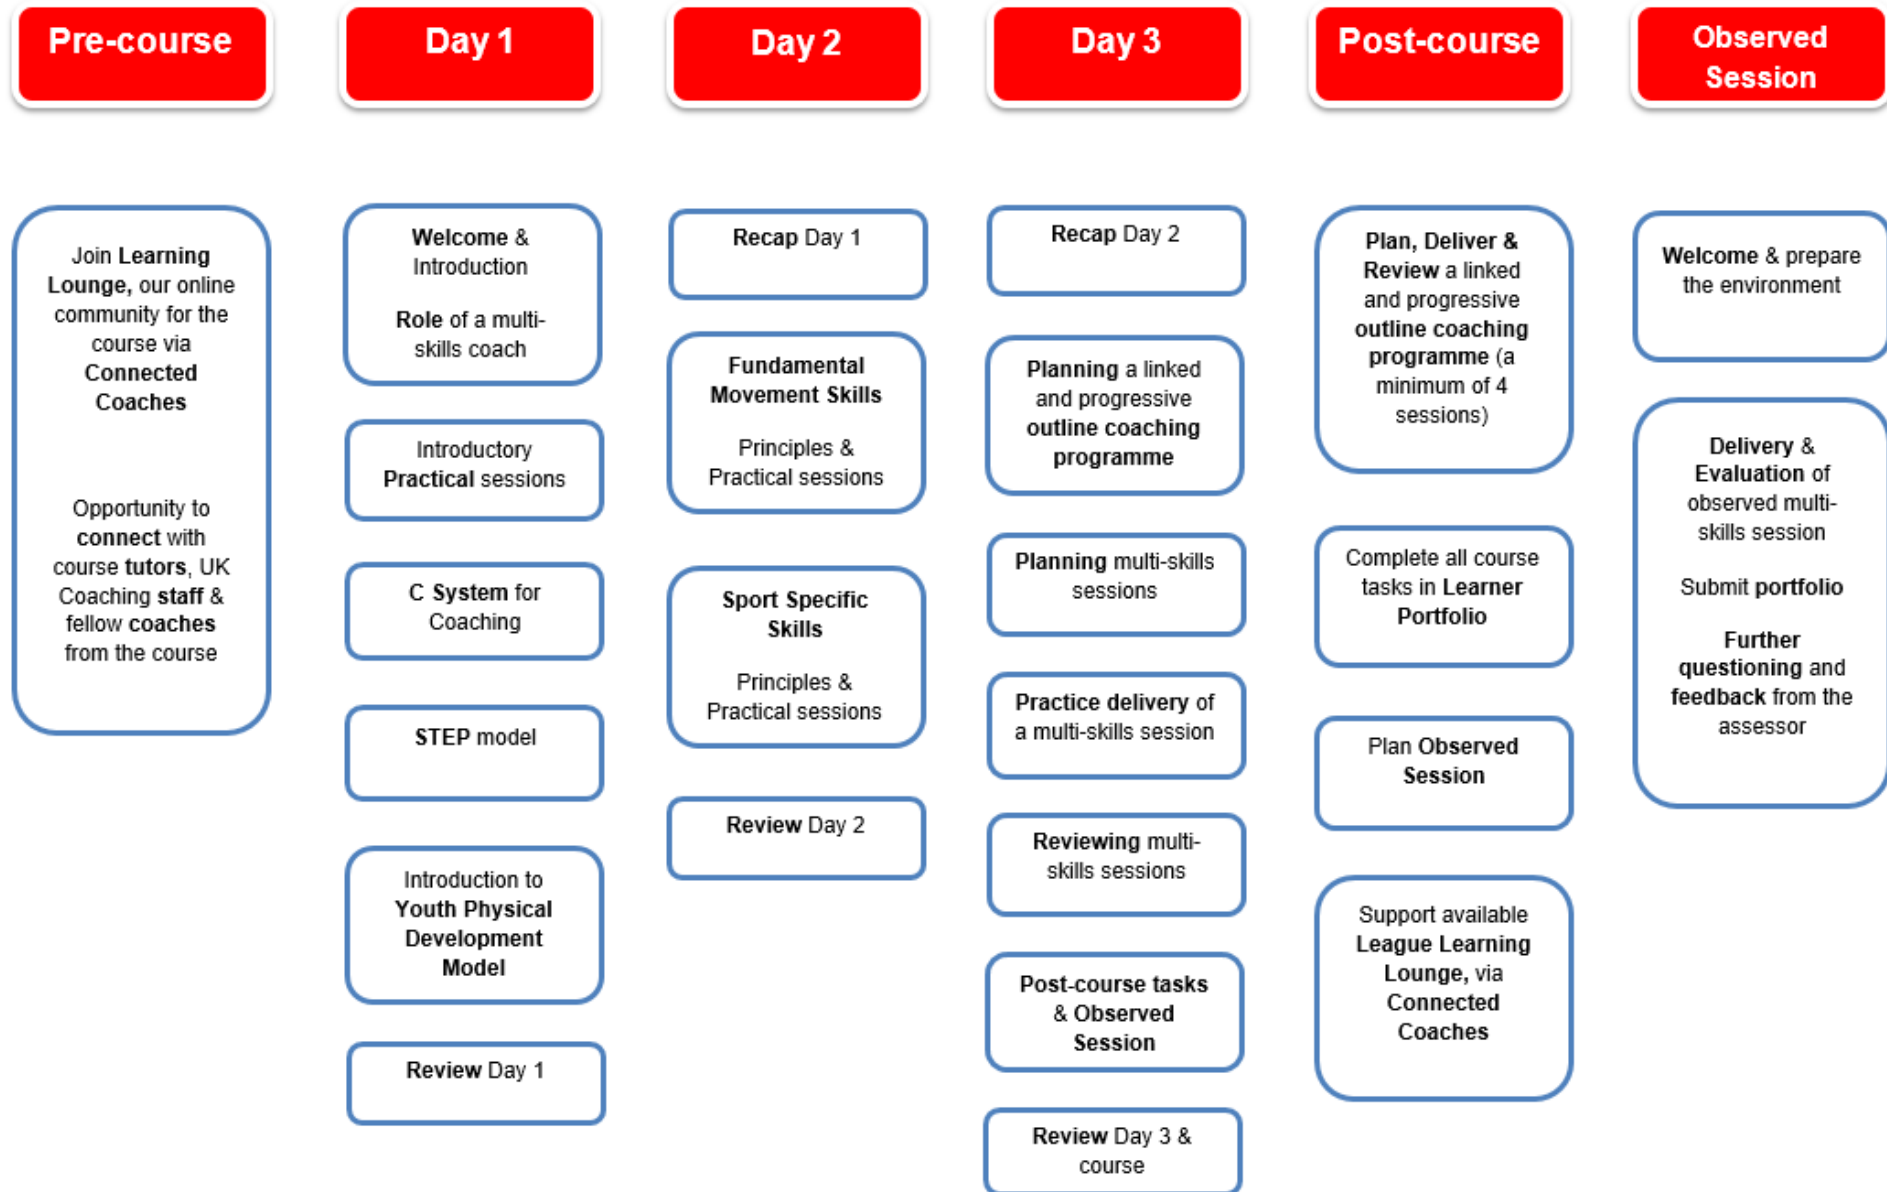 Pre-course
Day 1
Day 2
Day 3
Post-course
Observed
Session
Join Learning
Lounge, our online
community for the
course via
Connected
Coaches
Opportunity to
connect with
course tutors, UK
Coaching staff &
fellow coaches
from the course
Welcome &
Introduction
Role of a multi-
skills coach
Introductory
Practical sessions
C System for
Coaching
STEP model
Introduction to
Youth Physical
Development
Model
Review Day 1
Recap Day 1
Fundamental
Movement Skills
Principles &
Practical sessions
Sport Specific
Skills
Principles &
Practical sessions
Review Day 2
Recap Day 2
Planning a linked
and progressive
outline coaching
programme
Planning multi-skills
sessions
Practice delivery of
a multi-skills session
Reviewing multi-
skills sessions
Post-course tasks
& Observed
Session
Review Day 3 &
course
Plan, Deliver &
Review a linked
and progressive
outline coaching
programme (a
minimum of 4
sessions)
Complete all course
tasks in Learner
Portfolio
Plan Observed
Session
Support available
League Learning
Lounge, via
Connected
Coaches
Welcome & prepare
the environment
Delivery &
Evaluation of
observed multi-
skills session
Submit portfolio
Further
questioning and
feedback from the
assessor